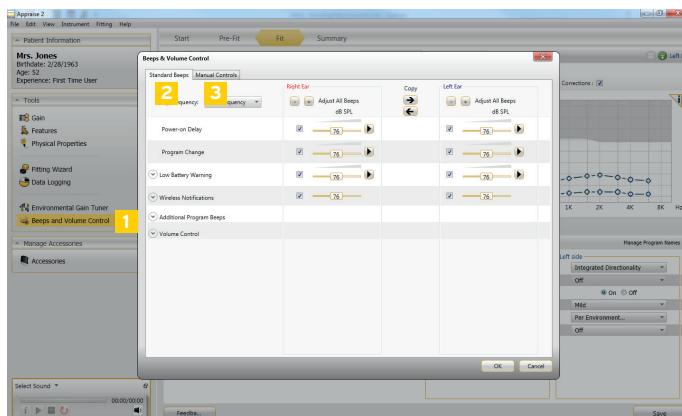 Appraise 2
File Edit View Instrument Fitting Help
Patient Information
Start Pre-Fit Fit Summary
Mrs. Jones
Birthdate: 2/28/1963
Age: 52
Experience: First Time User
Left
Beeps & Volume Control
Standard Beeps Manual Controls
2 3
Right Ear Copy Left Ear
equency: equency
Adjust All Beeps Adjust All Beeps
dB SPL dB SPL
Corrections:
Tools
Gain
Features
Physical Properties
Fitting Wizard
Data Logging
Environmental Gain Tuner
Beeps and Volume Control
1
Power-on Delay 76 76
Program Change 76 76
Low Battery Warning 76 76
Wireless Notifications 76 76
Additional Program Beeps
Volume Control
1K 2K 4K 8K Hz
Manage Accessories
Accessories
Manage Program Names
Left side
Integrated Directionality
Off
On Off
Mild
Per Environment...
Off
OK Cancel
Select Sound
00:00/00:00
Feedba...
Save